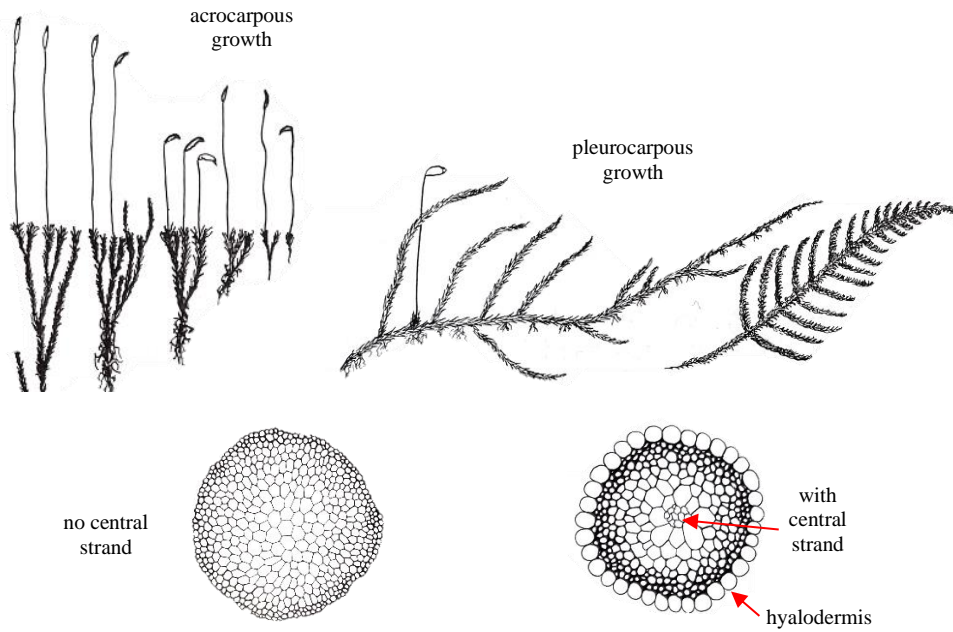 acrocarpous
growth
pleurocarpous
growth
no central
strand
with
central
strand
hyalodermis